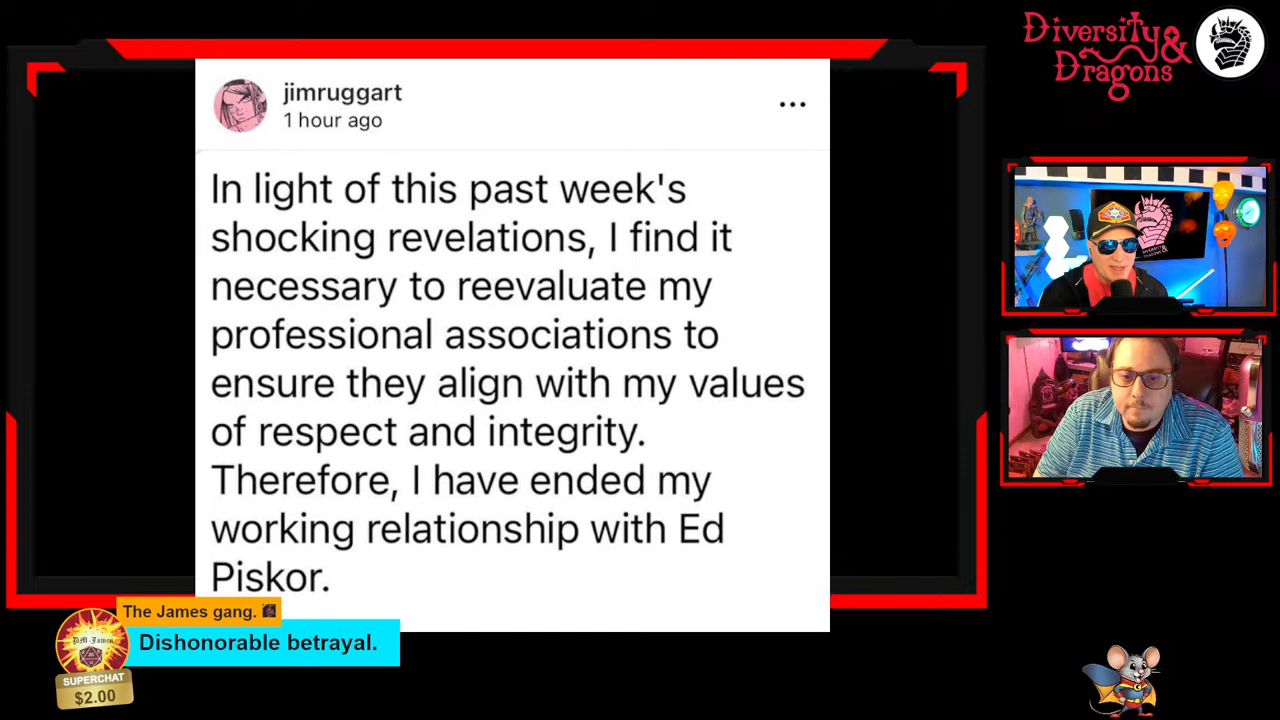 Diversity
& Dragons
jimruggart
1 hour ago
In light of this past week's
shocking revelations, I find it
necessary to reevaluate my
professional associations to
ensure they align with my values
of respect and integrity.
Therefore, I have ended my
working relationship with Ed
Piskor.
The James gang.
Dishonorable betrayal.
DM-James
SUPERCHAT
$2.00